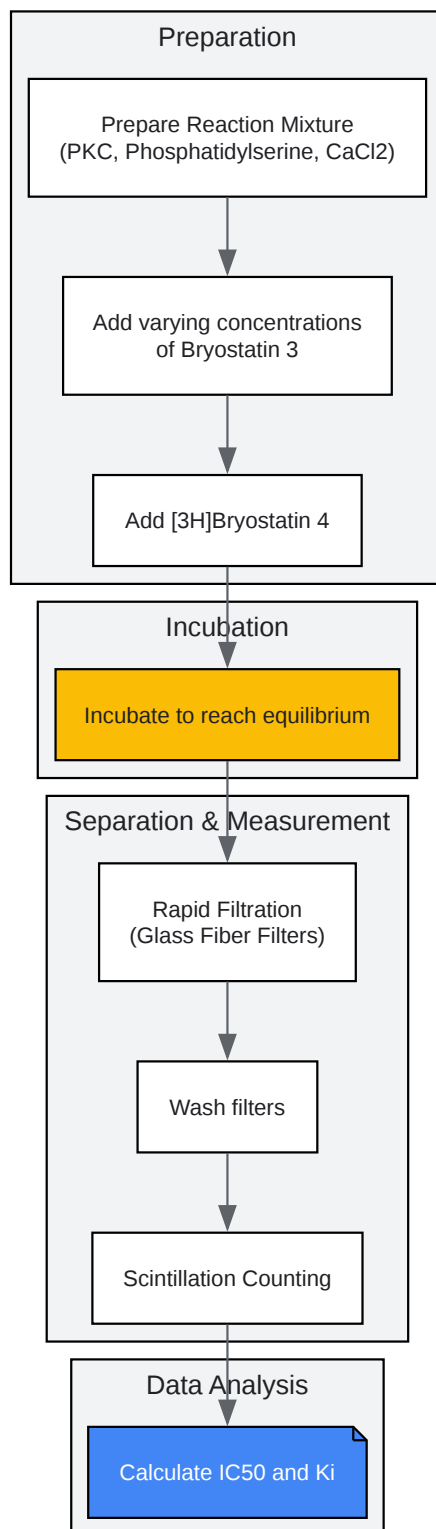 Preparation
Prepare Reaction Mixture
(PKC, Phosphatidylserine, CaCl2)
Add varying concentrations
of Bryostatin 3
Add [3H]Bryostatin 4
Incubation
Incubate to reach equilibrium
Separation & Measurement
Rapid Filtration
(Glass Fiber Filters)
Wash filters
Scintillation Counting
Data Analysis
Calculate IC50 and Ki